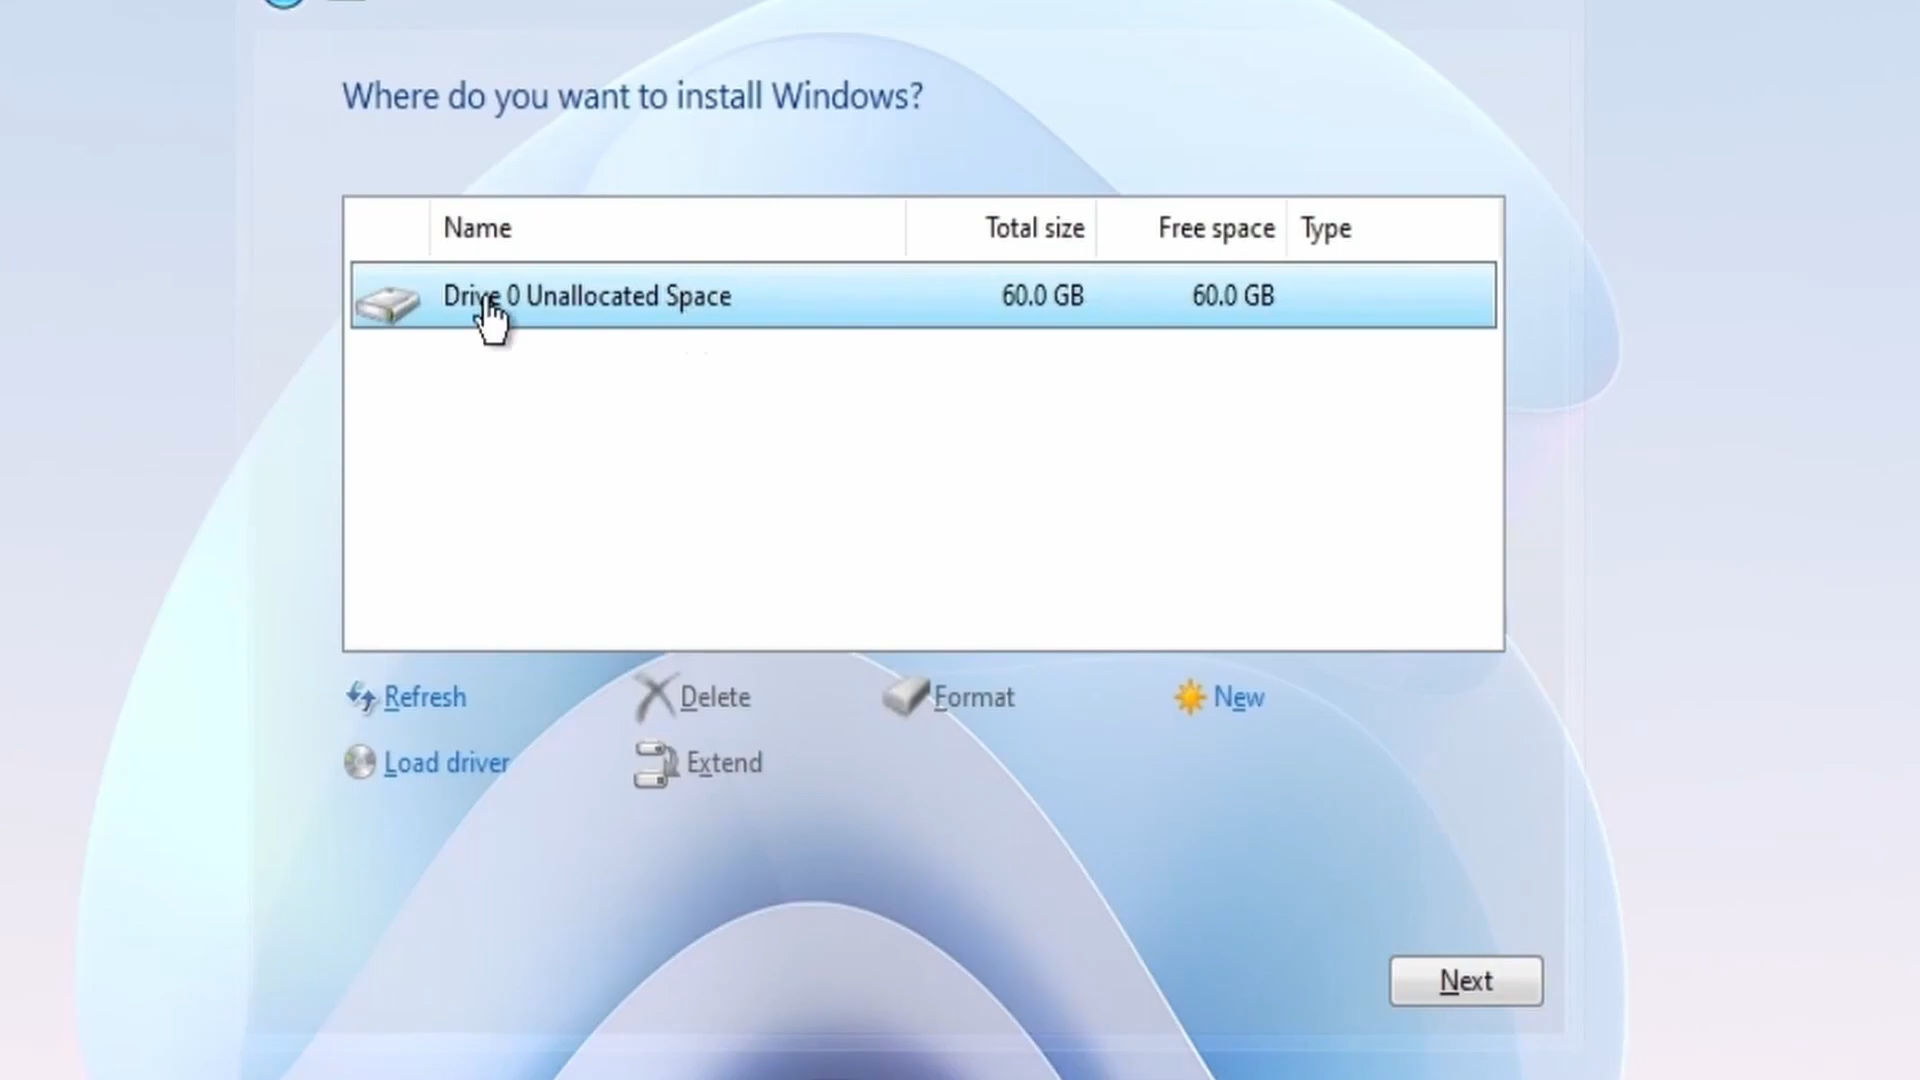 Where do you want to install Windows?
Name Total size Free space Type
Drive 0 Unallocated Space 60.0 GB 60.0 GB
Refresh Delete Format New
Load driver Extend
Next